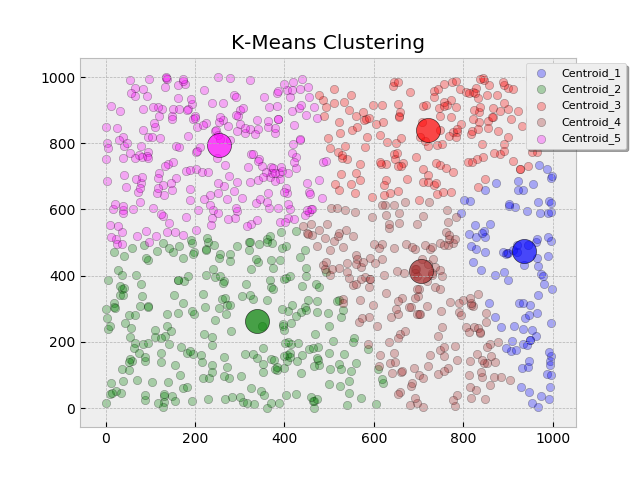 K-Means Clustering
Centroid_1
Centroid_2
Centroid_3
Centroid_4
Centroid_5
1000
800
600
400
200
0
0 200 400 600 800 1000